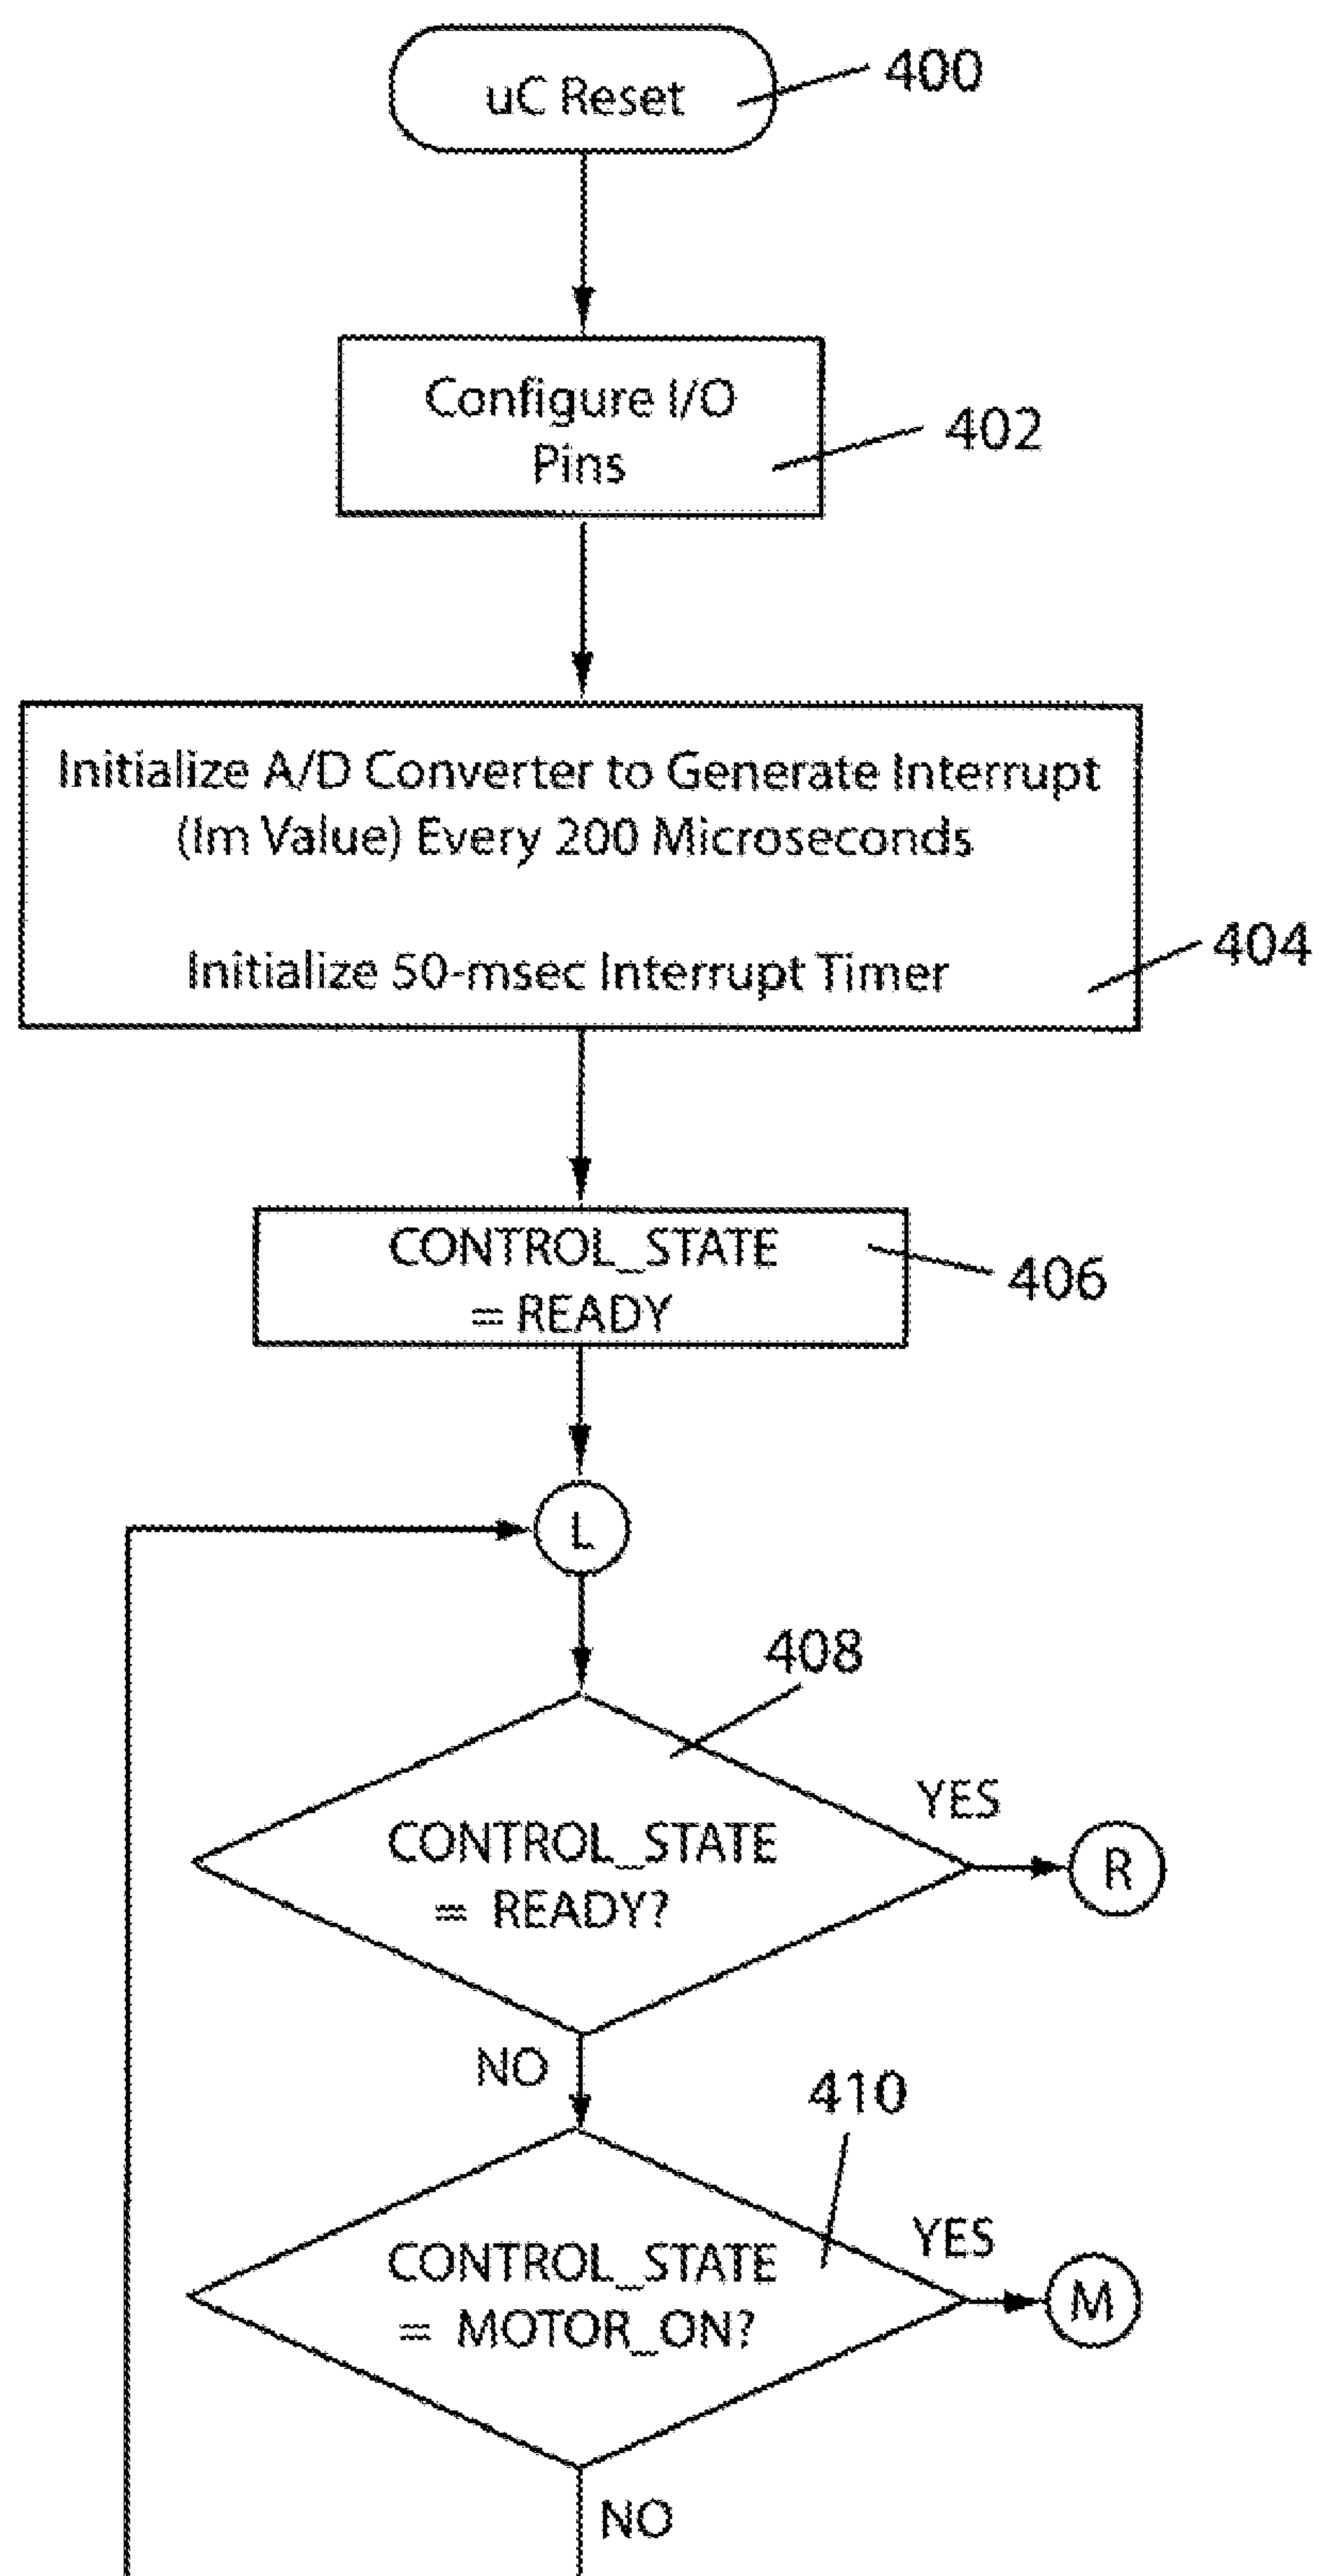 uC Reset
400
Configure I/O
Pins
402
Initialize A/D Converter to Generate Interrupt
(Im Value) Every 200 Microseconds
Initialize 50-msec Interrupt Timer
404
CONTROL_STATE
= READY
406
L
408
CONTROL_STATE
= READY?
YES
R
NO
410
CONTROL_STATE
= MOTOR_ON?
YES
M
NO